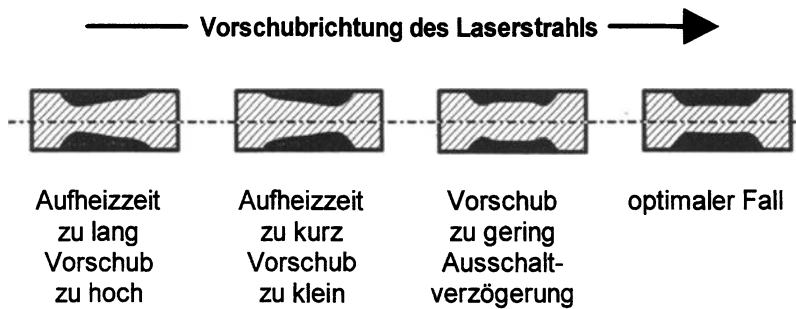 Vorschubrichtung des Laserstrahls
Aufheizzeit
zu lang
Vorschub
zu hoch
Aufheizzeit
zu kurz
Vorschub
zu klein
Vorschub
zu gering
Ausschalt-
verzögerung
optimaler Fall